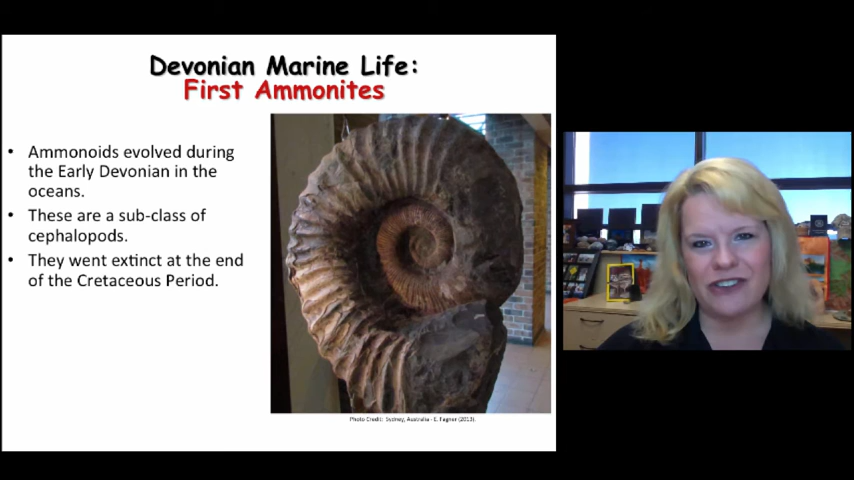 Devonian Marine Life:
First Ammonites
• Ammonoids evolved during
the Early Devonian in the
oceans.
• These are a sub-class of
cephalopods.
• They went extinct at the end
of the Cretaceous Period.
Photo Credit: Sydney, Australia - E. Fagner (2013).